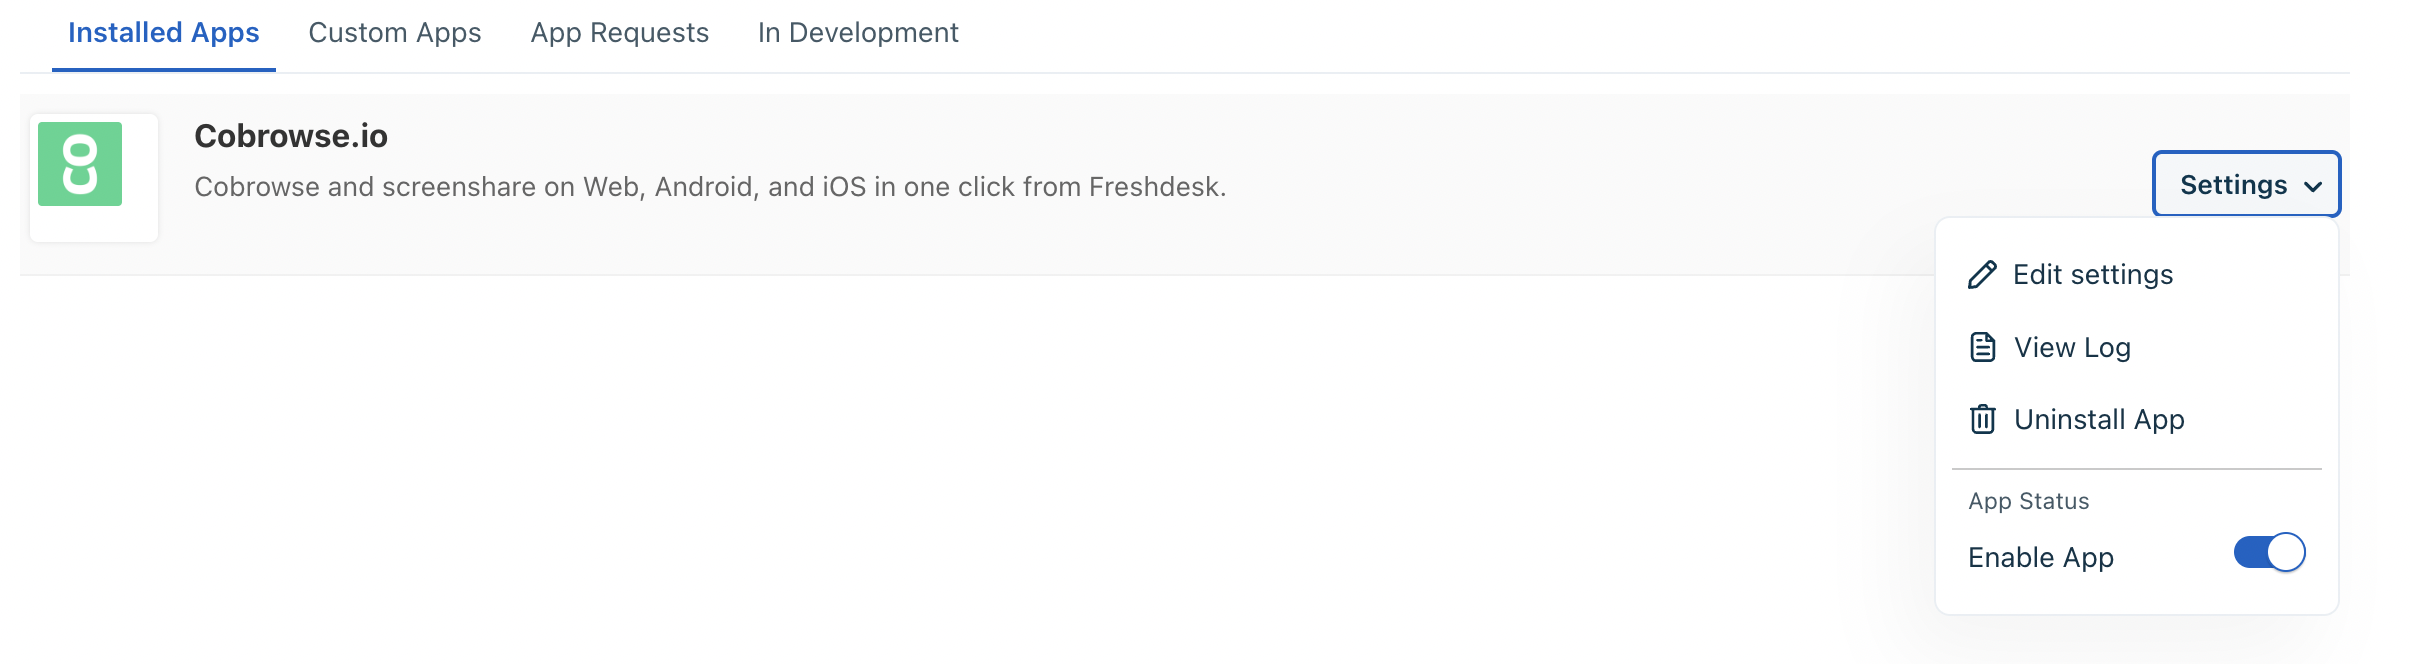 Installed Apps Custom Apps App Requests In Development
Cobrowse.io
Cobrowse and screenshare on Web, Android, and iOS in one click from Freshdesk.
Settings
Edit settings
View Log
Uninstall App
App Status
Enable App